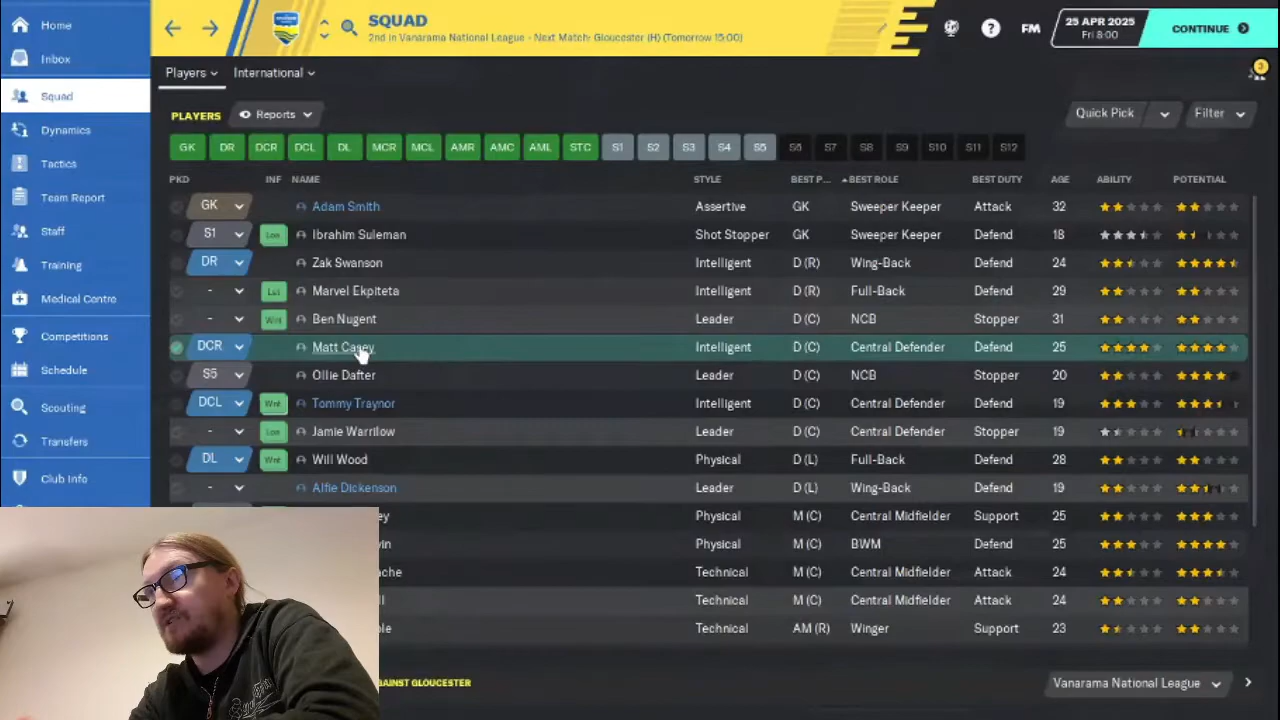 Home
Inbox
Squad
Dynamics
Tactics
Team Report
Staff
Training
Medical Centre
Competitions
Schedule
Scouting
Transfers
Club Info
SQUAD
2nd in Vanarama National League - Next Match: Gloucester (H) (Tomorrow 15:00)
? FM
25 APR 2025
Fri 8:00
CONTINUE
Players International
3
PLAYERS Reports Quick Pick Filter
GK DR DCR DCL DL MCR MCL AMR AMC AML STC S1 S2 S3 S4 S5 S6 S7 S8 S9 S10 S11 S12
PKD INF NAME STYLE BEST P... BEST ROLE BEST DUTY AGE ABILITY POTENTIAL
GK Adam Smith Assertive GK Sweeper Keeper Attack 32
S1 Loa Ibrahim Suleman Shot Stopper GK Sweeper Keeper Defend 18
DR Zak Swanson Intelligent D (R) Wing-Back Defend 24
- Marvel Ekpiteta Intelligent D (R) Full-Back Defend 29
- Wnt Ben Nugent Leader D (C) NCB Stopper 31
DCR Matt Casey Intelligent D (C) Central Defender Defend 25
S5 Ollie Dafter Leader D (C) NCB Stopper 20
DCL Wnt Tommy Traynor Intelligent D (C) Central Defender Defend 19
- Loa Jamie Warrilow Leader D (C) Central Defender Stopper 19
DL Wnt Will Wood Physical D (L) Full-Back Defend 28
- Alfie Dickenson Leader D (L) Wing-Back Defend 19
ey Physical M (C) Central Midfielder Support 25
vin Physical M (C) BWM Defend 25
ache Technical M (C) Central Midfielder Attack 24
ll Technical M (C) Central Midfielder Attack 24
le Technical AM (R) Winger Support 23
AGAINST GLOUCESTER
Vanarama National League